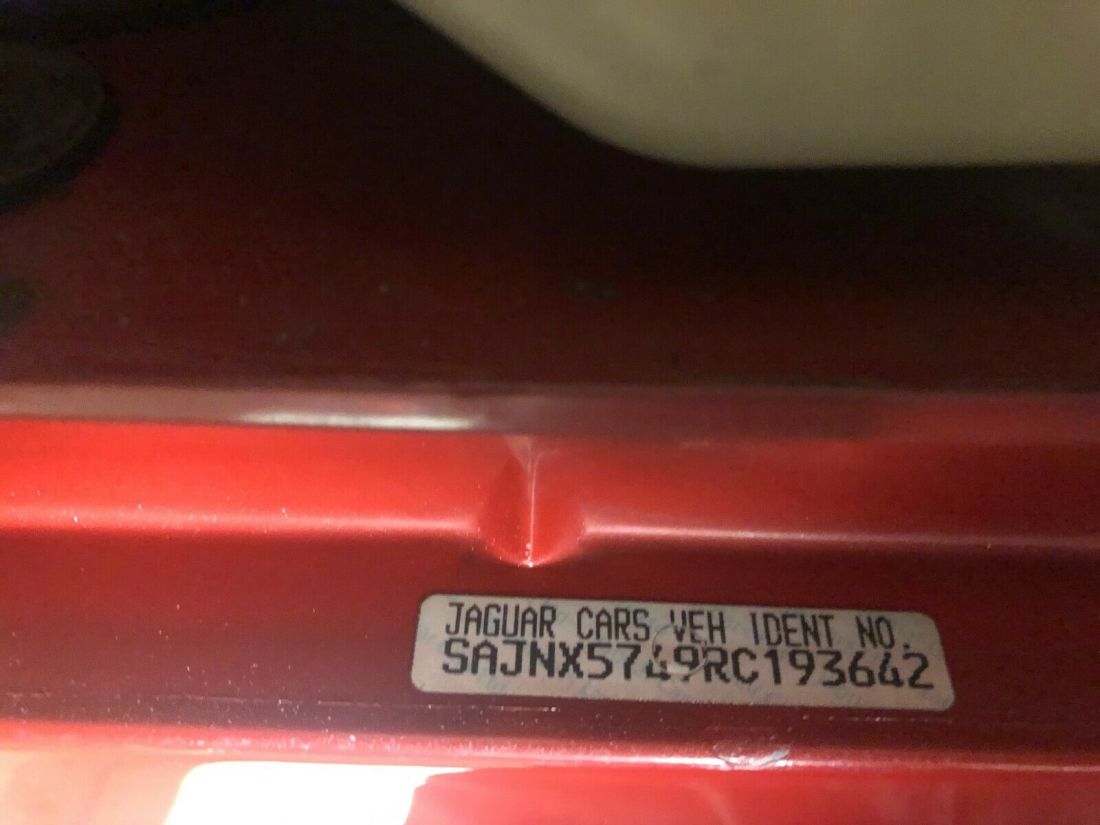 JAGUAR CARS VEH IDENT NO.
SAJNX5749RC193642